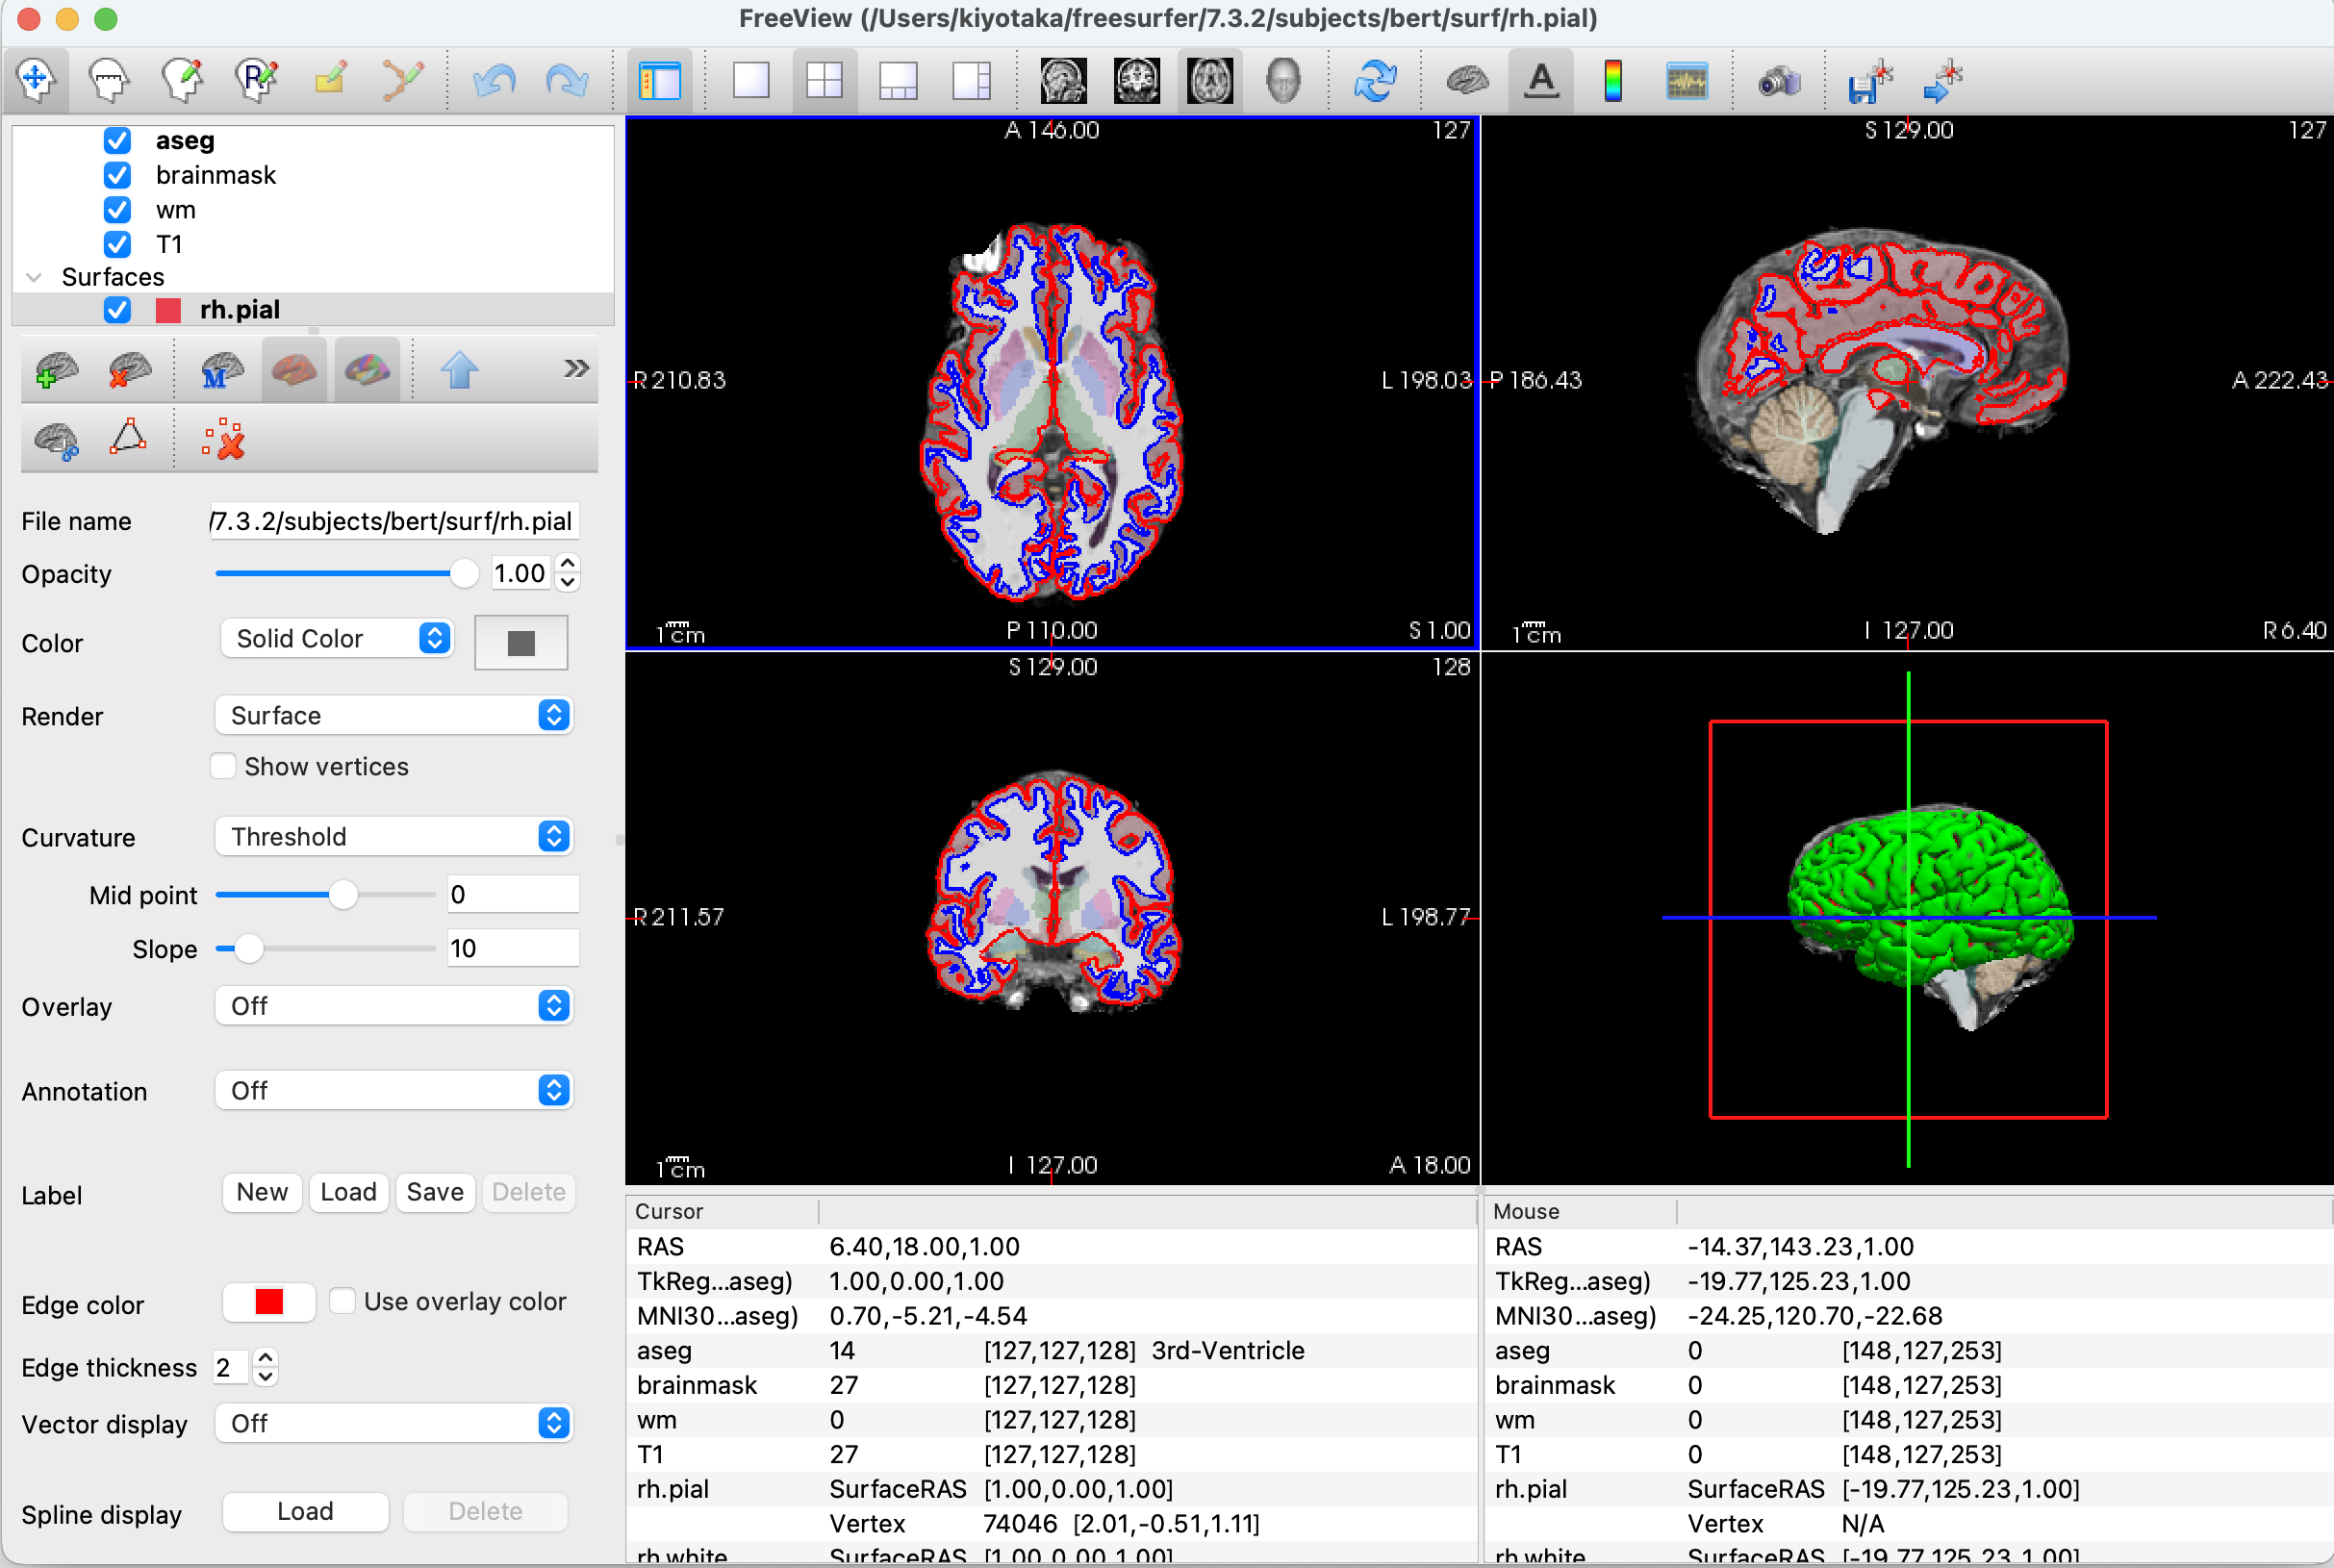 FreeView (/Users/kiyotaka/freesurfer/7.3.2/subjects/bert/surf/rh.pial)
R
A
aseg
brainmask
wm
T1
Surfaces
rh.pial
M
»
File name /7.3.2/subjects/bert/surf/rh.pial
Opacity 1.00
Color Solid Color
Render Surface
Show vertices
Curvature Threshold
Mid point 0
Slope 10
Overlay Off
Annotation Off
Label New Load Save Delete
Edge color Use overlay color
Edge thickness 2
Vector display Off
Spline display Load Delete
A 146.00 127
R 210.83 L 198.03
1 cm P 110.00 S 1.00
S 129.00 127
P 186.43 A 222.43
1 cm I 127.00 R 6.40
S 129.00 128
R 211.57 L 198.77
1 cm I 127.00 A 18.00
Cursor
RAS 6.40,18.00,1.00
TkReg...aseg) 1.00,0.00,1.00
MNI30...aseg) 0.70,-5.21,-4.54
aseg 14 [127,127,128] 3rd-Ventricle
brainmask 27 [127,127,128]
wm 0 [127,127,128]
T1 27 [127,127,128]
rh.pial SurfaceRAS [1.00,0.00,1.00]
Vertex 74046 [2.01,-0.51,1.11]
rh.white SurfaceRAS [1.00,0.00,1.00]
Mouse
RAS -14.37,143.23,1.00
TkReg...aseg) -19.77,125.23,1.00
MNI30...aseg) -24.25,120.70,-22.68
aseg 0 [148,127,253]
brainmask 0 [148,127,253]
wm 0 [148,127,253]
T1 0 [148,127,253]
rh.pial SurfaceRAS [-19.77,125.23,1.00]
Vertex N/A
rh.white SurfaceRAS [-19.77,125.23,1.00]